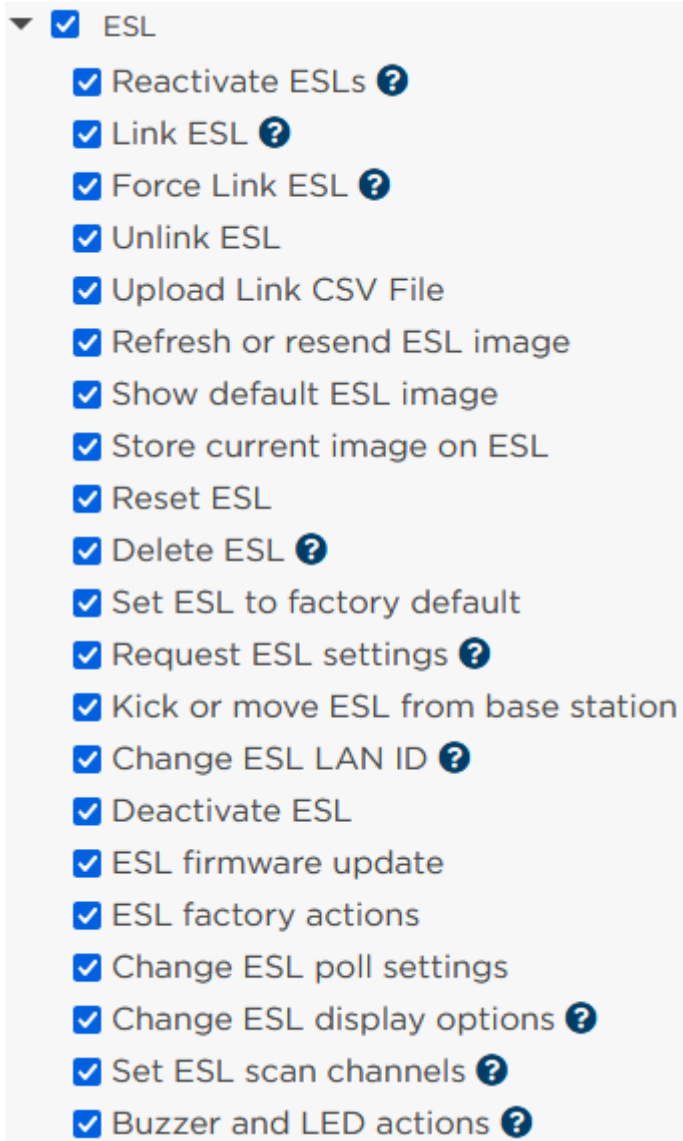 ESL
Reactivate ESLs ?
Link ESL ?
Force Link ESL ?
Unlink ESL
Upload Link CSV File
Refresh or resend ESL image
Show default ESL image
Store current image on ESL
Reset ESL
Delete ESL ?
Set ESL to factory default
Request ESL settings ?
Kick or move ESL from base station
Change ESL LAN ID ?
Deactivate ESL
ESL firmware update
ESL factory actions
Change ESL poll settings
Change ESL display options ?
Set ESL scan channels ?
Buzzer and LED actions ?